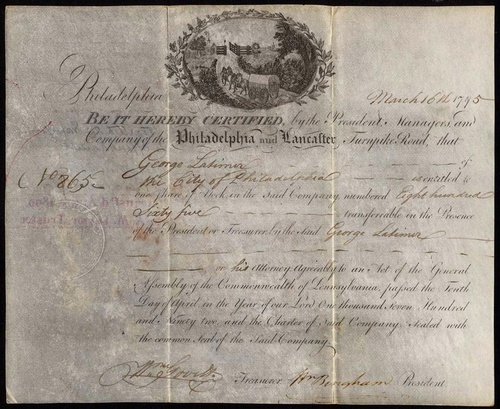 Philadelphia March 16th 1795
BE IT HEREBY CERTIFIED, by the President Managers, and
Company of the Philadelphia and Lancaster Turnpike Road, that
George Latimer of
No 865
the City of Philadelphia is entitled to
one share of Stock in the Said Company, numbered Eight hundred
Sixty five transferable in the Presence
of the President or Treasurer by the Said George Latimer
or his Attorney Agreeably to an Act of the General
Assembly of the Commonwealth of Pennsylvania, passed the
Day of April, in the Year of our Lord One thousand Seven Hundred
and Ninety two, and the Charter of Said Company. Sealed with
the common Seal of the Said Company.
Treasurer Wm Bingham President